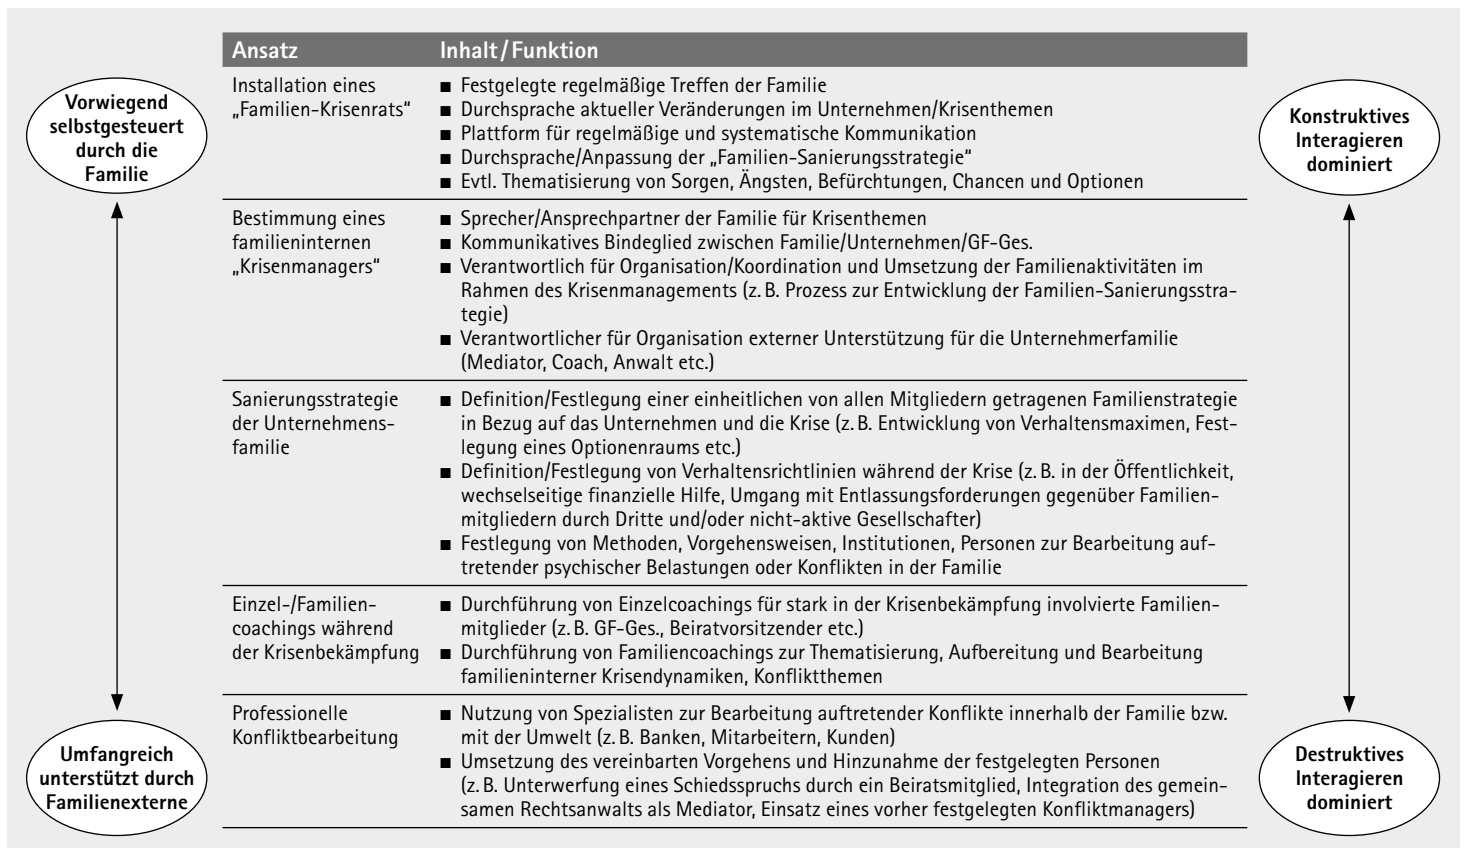 Ansatz Inhalt/Funktion
Vorwiegend
selbstgesteuert
durch die
Familie
Installation eines
„Familien-Krisenrats“
■ Festgelegte regelmäßige Treffen der Familie
■ Durchsprache aktueller Veränderungen im Unternehmen/Krisenthemen
■ Plattform für regelmäßige und systematische Kommunikation
■ Durchsprache/Anpassung der „Familien-Sanierungsstrategie“
■ Evtl. Thematisierung von Sorgen, Ängsten, Befürchtungen, Chancen und Optionen
Konstruktives
Interagieren
dominiert
Bestimmung eines
familieninternen
„Krisenmanagers“
■ Sprecher/Ansprechpartner der Familie für Krisenthemen
■ Kommunikatives Bindeglied zwischen Familie/Unternehmen/GF-Ges.
■ Verantwortlich für Organisation/Koordination und Umsetzung der Familienaktivitäten im
Rahmen des Krisenmanagements (z. B. Prozess zur Entwicklung der Familien-Sanierungsstra-
tegie)
■ Verantwortlicher für Organisation externer Unterstützung für die Unternehmerfamilie
(Mediator, Coach, Anwalt etc.)
Sanierungsstrategie
der Unternehmens-
familie
■ Definition/Festlegung einer einheitlichen von allen Mitgliedern getragenen Familienstrategie
in Bezug auf das Unternehmen und die Krise (z. B. Entwicklung von Verhaltensmaximen, Fest-
legung eines Optionenraums etc.)
■ Definition/Festlegung von Verhaltensrichtlinien während der Krise (z. B. in der Öffentlichkeit,
wechselseitige finanzielle Hilfe, Umgang mit Entlassungsforderungen gegenüber Familien-
mitgliedern durch Dritte und/oder nicht-aktive Gesellschafter)
■ Festlegung von Methoden, Vorgehensweisen, Institutionen, Personen zur Bearbeitung auf-
tretender psychischer Belastungen oder Konflikten in der Familie
Einzel-/Familien-
coachings während
der Krisenbekämpfung
■ Durchführung von Einzelcoachings für stark in der Krisenbekämpfung involvierte Familien-
mitglieder (z. B. GF-Ges., Beiratvorsitzender etc.)
■ Durchführung von Familiencoachings zur Thematisierung, Aufbereitung und Bearbeitung
familieninterner Krisendynamiken, Konfliktthemen
Professionelle
Konfliktbearbeitung
■ Nutzung von Spezialisten zur Bearbeitung auftretender Konflikte innerhalb der Familie bzw.
mit der Umwelt (z. B. Banken, Mitarbeitern, Kunden)
■ Umsetzung des vereinbarten Vorgehens und Hinzunahme der festgelegten Personen
(z. B. Unterwerfung eines Schiedsspruchs durch ein Beiratsmitglied, Integration des gemein-
samen Rechtsanwalts als Mediator, Einsatz eines vorher festgelegten Konfliktmanagers)
Umfangreich
unterstützt durch
Familienexterne
Destruktives
Interagieren
dominiert